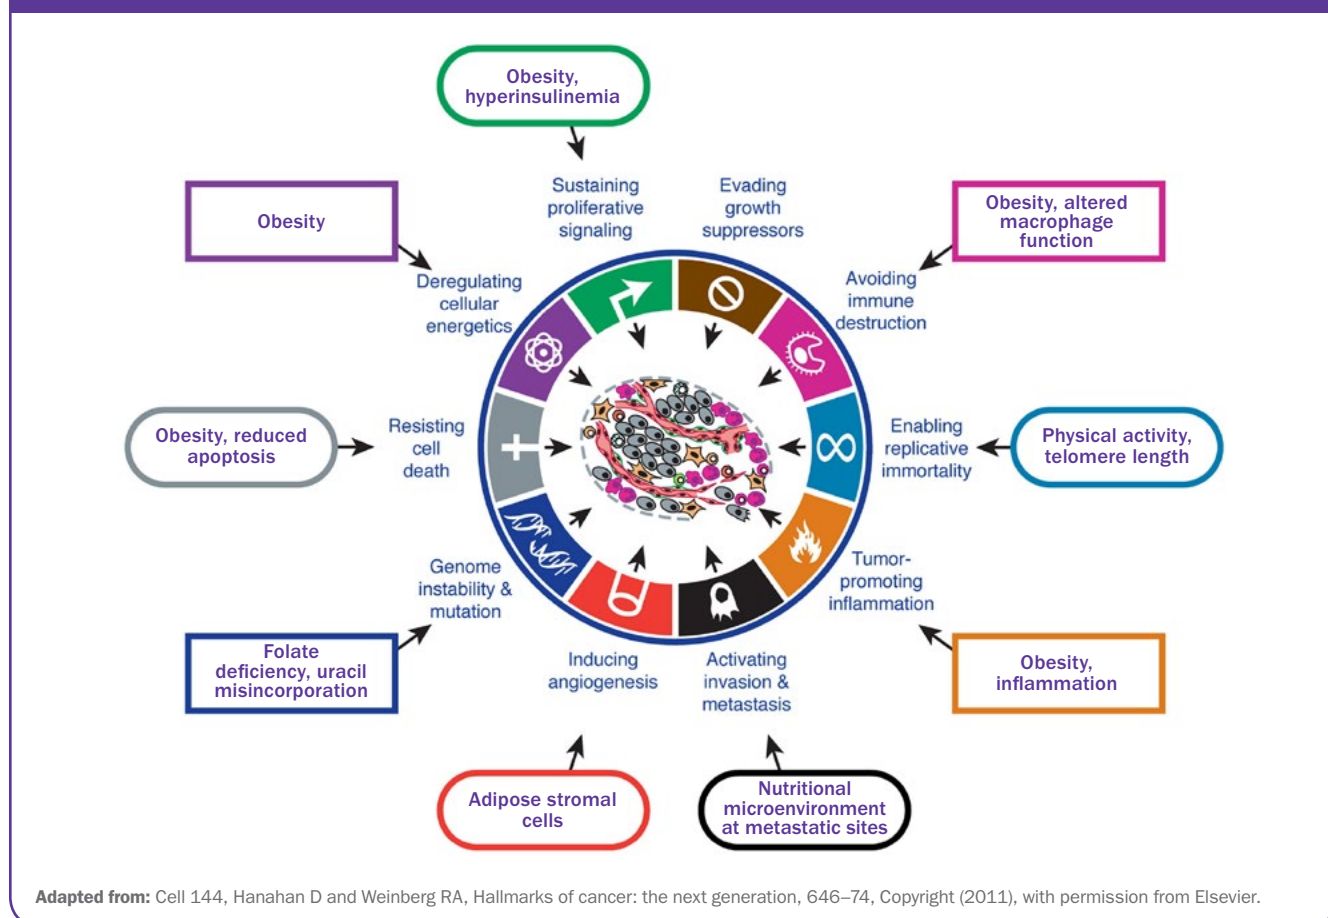 Obesity,
hyperinsulinemia
Sustaining
proliferative
signaling
Evading
growth
suppressors
Obesity
Obesity, altered
macrophage
function
Deregulating
cellular
energetics
Avoiding
immune
destruction
Obesity, reduced
apoptosis
Resisting
cell
death
Enabling
replicative
immortality
Physical activity,
telomere length
Genome
instability &
mutation
Tumor-
promoting
inflammation
Folate
deficiency, uracil
misincorporation
Inducing
angiogenesis
Activating
invasion &
metastasis
Obesity,
inflammation
Adipose stromal
cells
Nutritional
microenvironment
at metastatic sites
Adapted from: Cell 144, Hanahan D and Weinberg RA, Hallmarks of cancer: the next generation, 646–74, Copyright (2011), with permission from Elsevier.